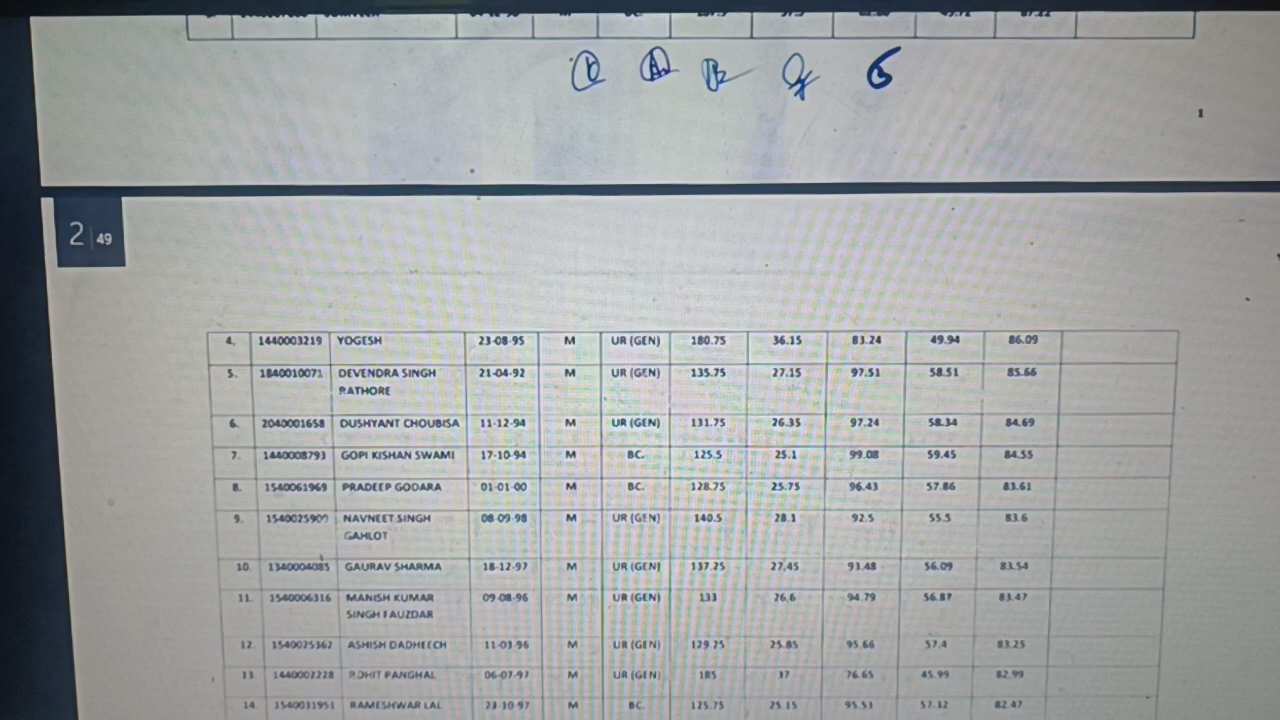 1
2 | 49
4. 1440003219 YOGESH 23-08-95 M UR (GEN) 180.75 36.15 83.24 49.94 86.09
5. 1840010071 DEVENDRA SINGH RATHORE 21-04-92 M UR (GEN) 135.75 27.15 97.51 58.51 85.66
6. 2040001658 DUSHYANT CHOUBISA 11-12-94 M UR (GEN) 131.75 26.35 97.24 58.34 84.69
7. 1440008793 GOPI KISHAN SWAMI 17-10-94 M BC. 125.5 25.1 99.08 59.45 84.55
8. 1540061969 PRADEEP GODARA 01-01-00 M BC. 128.75 25.75 96.43 57.86 83.61
9. 1540025909 NAVNEET SINGH GAHLOT 08-09-98 M UR (GEN) 140.5 28.1 92.5 55.5 83.6
10. 1340004085 GAURAV SHARMA 18-12-97 M UR (GEN) 137.25 27.45 93.48 56.09 83.54
11. 1540006316 MANISH KUMAR SINGH FAUZDAR 09-08-96 M UR (GEN) 133 26.6 94.79 56.87 83.47
12. 1540025362 ASHISH DADHEECH 11-03-96 M UR (GEN) 129.25 25.85 95.66 57.4 83.25
13. 1440002228 ROHIT PANGHAL 06-07-97 M UR (GEN) 185 37 76.65 45.99 82.99
14. 1540031951 RAMESHWAR LAL 23-10-97 M BC. 125.75 25.15 95.53 57.32 82.47